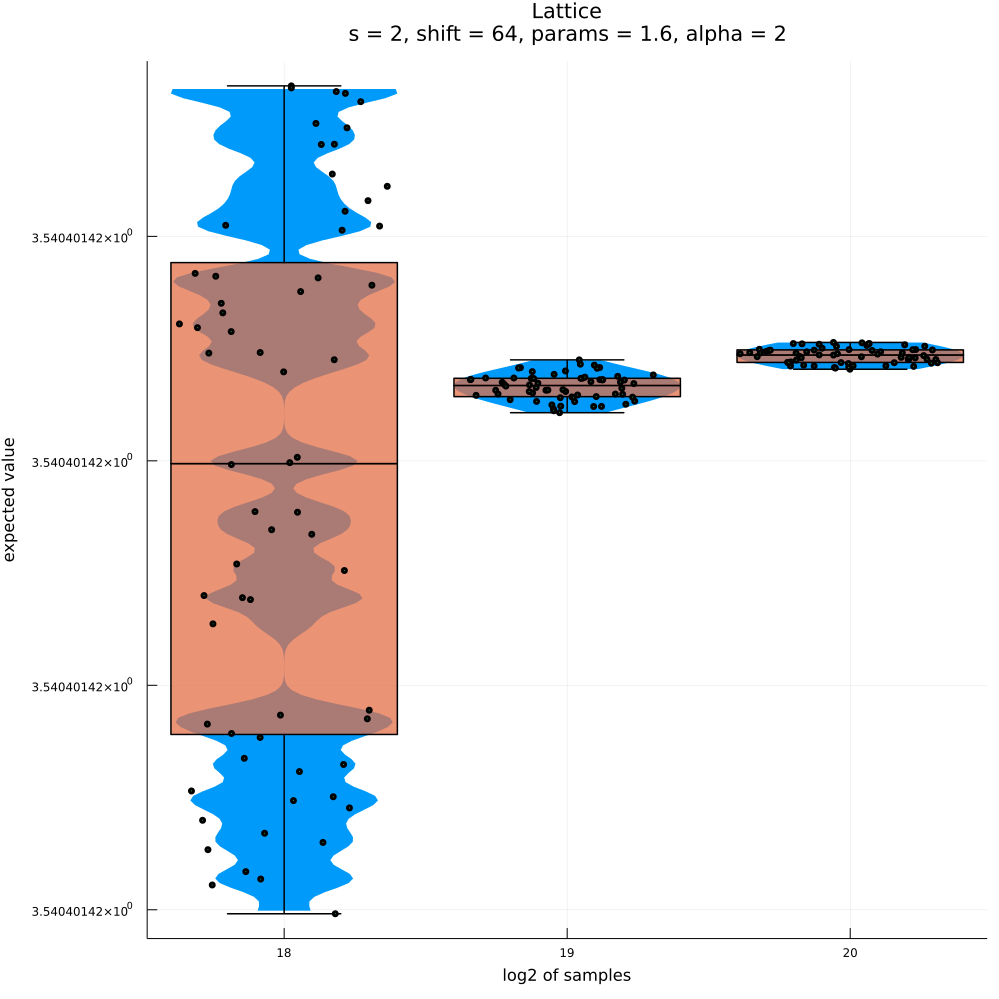 Lattice
s = 2, shift = 64, params = 1.6, alpha = 2
3.54040142×10⁰
3.54040142×10⁰
3.54040142×10⁰
3.54040142×10⁰
expected value
18 19 20
log2 of samples